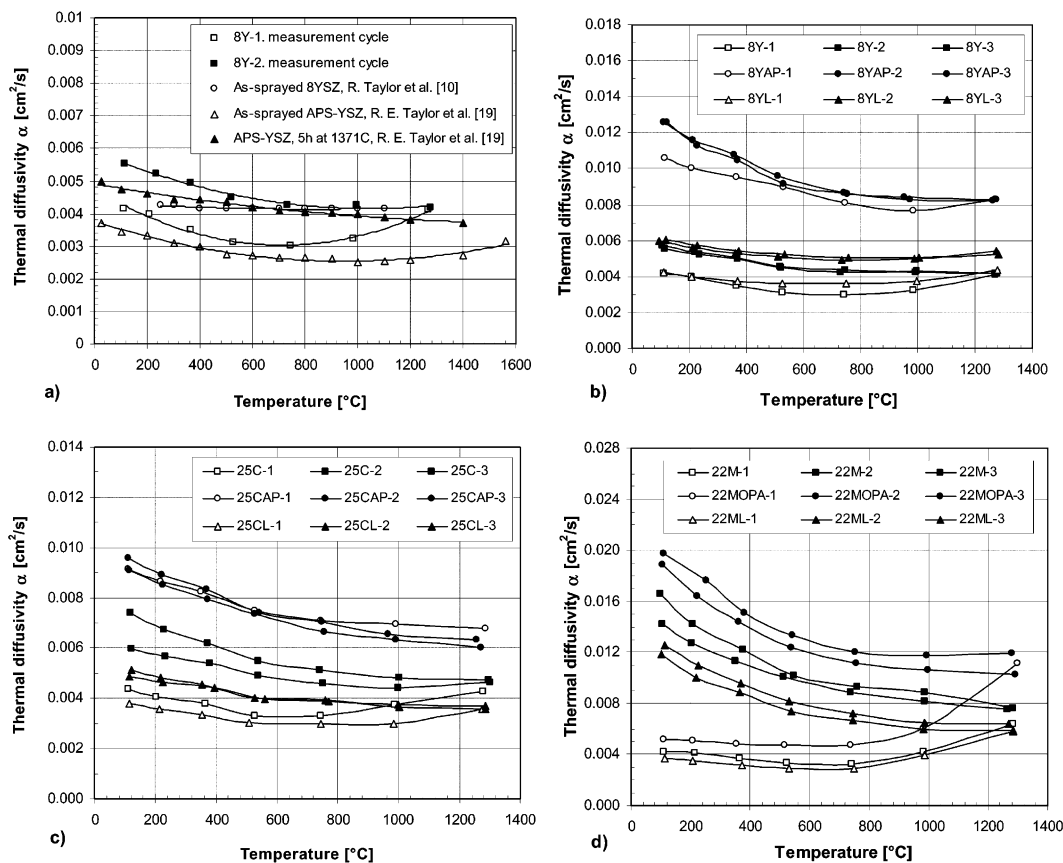 0.01
0.009
0.008
0.007
0.006
0.005
0.004
0.003
0.002
0.001
0
Thermal diffusivity α [cm²/s]
8Y-1. measurement cycle
8Y-2. measurement cycle
As-sprayed 8YSZ, R. Taylor et al. [10]
As-sprayed APS-YSZ, R. E. Taylor et al. [19]
APS-YSZ, 5h at 1371C, R. E. Taylor et al. [19]
0 200 400 600 800 1000 1200 1400 1600
a)
Temperature [°C]
0.018
0.016
0.014
0.012
0.010
0.008
0.006
0.004
0.002
0.000
Thermal diffusivity α [cm²/s]
8Y-1 8Y-2 8Y-3
8YAP-1 8YAP-2 8YAP-3
8YL-1 8YL-2 8YL-3
0 200 400 600 800 1000 1200 1400
b)
Temperature [°C]
0.014
0.012
0.010
0.008
0.006
0.004
0.002
0.000
Thermal diffusivity α [cm²/s]
25C-1 25C-2 25C-3
25CAP-1 25CAP-2 25CAP-3
25CL-1 25CL-2 25CL-3
0 200 400 600 800 1000 1200 1400
c)
Temperature [°C]
0.028
0.024
0.020
0.016
0.012
0.008
0.004
0.000
Thermal diffusivity α [cm²/s]
22M-1 22M-2 22M-3
22MOPA-1 22MOPA-2 22MOPA-3
22ML-1 22ML-2 22ML-3
0 200 400 600 800 1000 1200 1400
d)
Temperature [°C]